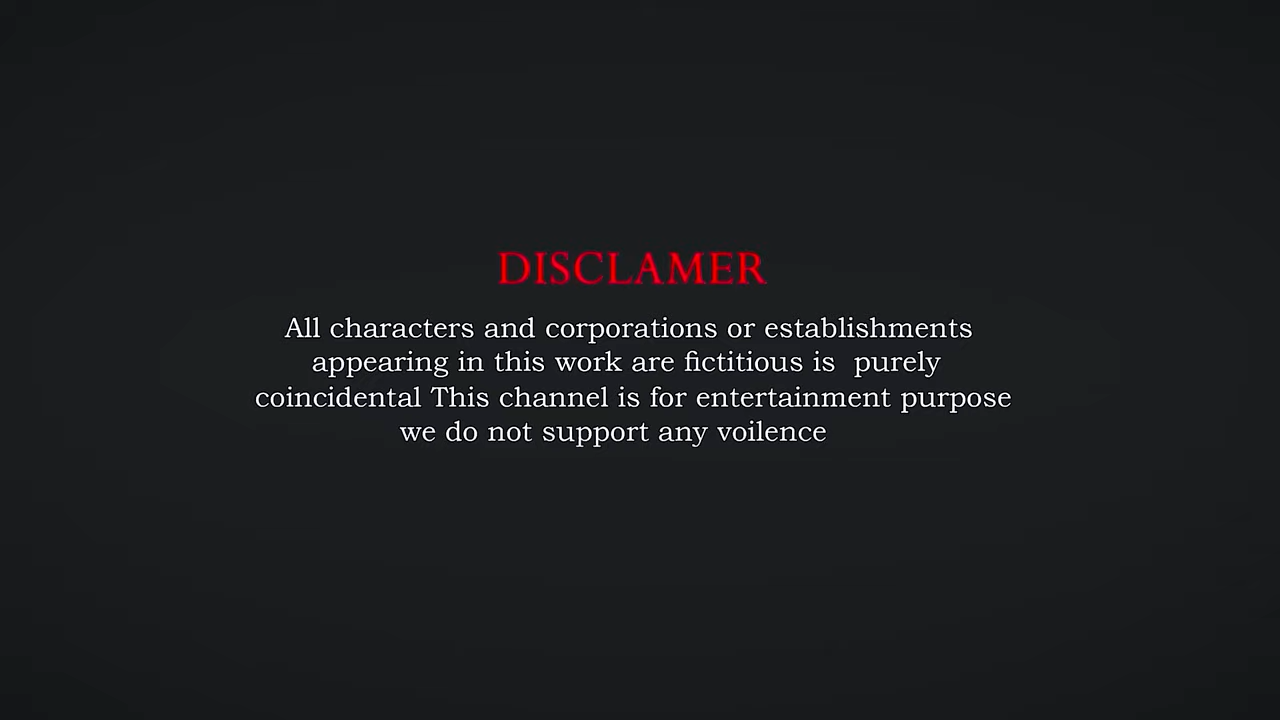 DISCLAMER
All characters and corporations or establishments
appearing in this work are fictitious is  purely
coincidental This channel is for entertainment purpose
we do not support any voilence